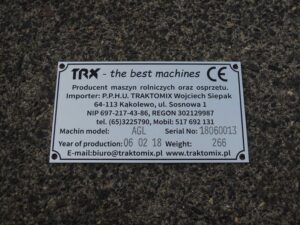 TRX - the best machines CE
Producent maszyn rolniczych oraz osprzetu.
Importer: P.P.H.U. TRAKTOMIX Wojciech Siepak
64-113 Kąkolewo, ul. Sosnowa 1
NIP 697-217-43-86, REGON 302129987
tel. (65)3225790, Mobil: 517 692 131
Machin model: AGL Serial No: 18060013
Year of production: 06 02 18 Weight: 266
E-mail:biuro@traktomix.pl www.traktomix.pl